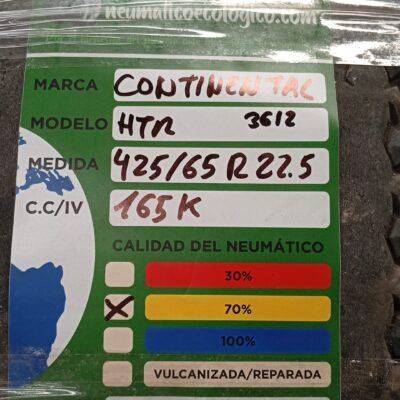 neumaticoecologico.com
MARCA CONTINENTAL
MODELO HTR 3612
MEDIDA 425/65 R 22.5
C.C/IV 165K
CALIDAD DEL NEUMÁTICO
30%
X 70%
100%
VULCANIZADA/REPARADA